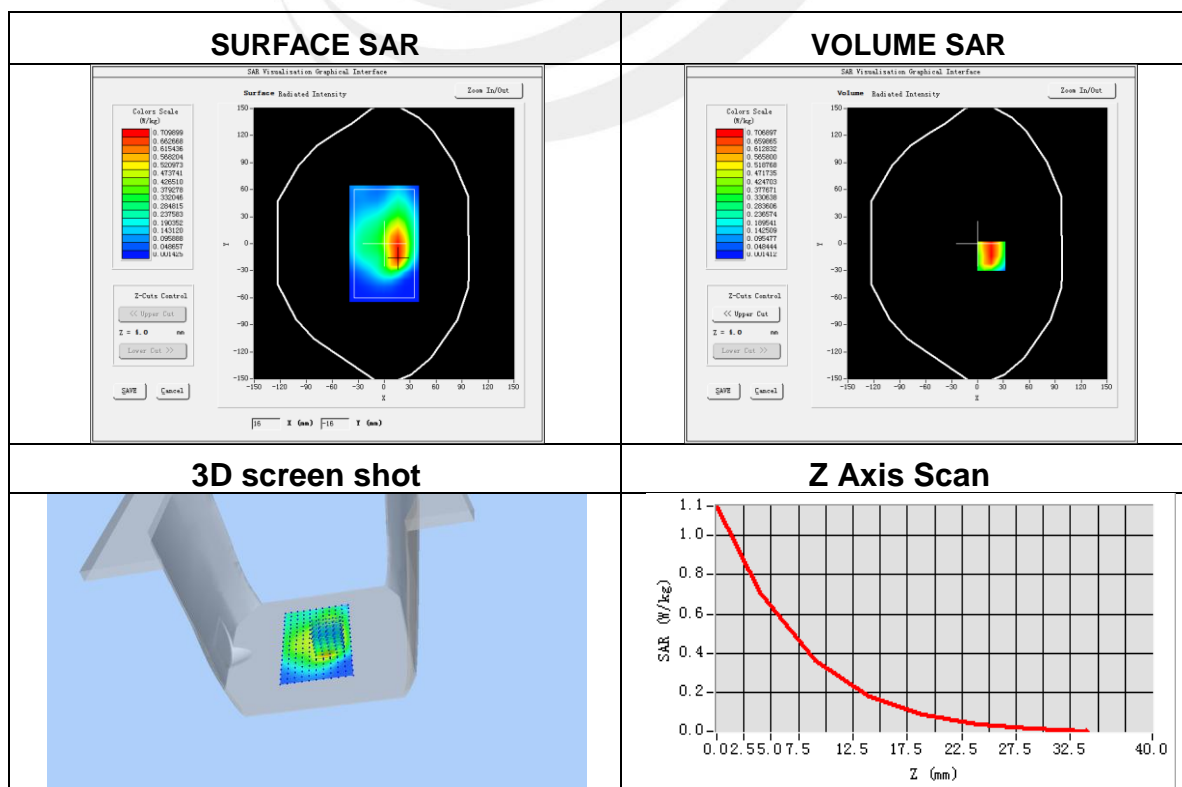 SURFACE SAR
VOLUME SAR
SAR Visualisation Graphical Interface
Surface Radiated Intensity
Zoom In/Out
Colors Scale
(W/kg)
0.709899
0.662668
0.615436
0.568204
0.520973
0.473741
0.426510
0.379278
0.332046
0.284815
0.237583
0.190352
0.143120
0.095888
0.048657
0.001425
Z-Cuts Control
<< Upper Cut
mm
Lower Cut >>
SAVE
Cancel
150
120
90
60
30
0
-30
-60
-90
-120
-150
Y
-150 -120 -90 -60 -30 0 30 60 90 120 150
X
16 X (mm) -16 Y (mm)
SAR Visualisation Graphical Interface
Volume Radiated Intensity
Zoom In/Out
Colors Scale
(W/kg)
0.706897
0.659865
0.612832
0.565800
0.518768
0.471735
0.424703
0.377671
0.330638
0.283606
0.236574
0.189541
0.142509
0.095477
0.048444
0.001412
Z-Cuts Control
<< Upper Cut
mm
Lower Cut >>
SAVE
Cancel
150
120
90
60
30
0
-30
-60
-90
-120
-150
Y
-150 -120 -90 -60 -30 0 30 60 90 120 150
X
3D screen shot
Z Axis Scan
1.1
1.0
0.8
0.6
0.4
0.2
0.0
SAR (W/kg)
0.0 2.5 5.0 7.5 12.5 17.5 22.5 27.5 32.5 40.0
Z (mm)